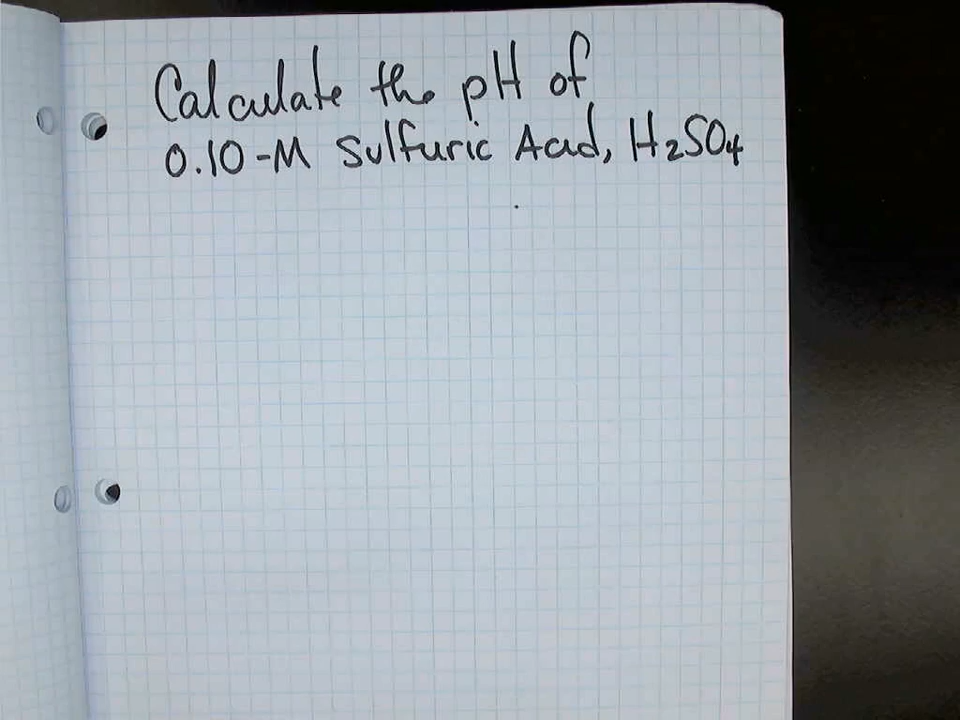 Calculate the pH of
0.10-M Sulfuric Acid, H₂SO₄